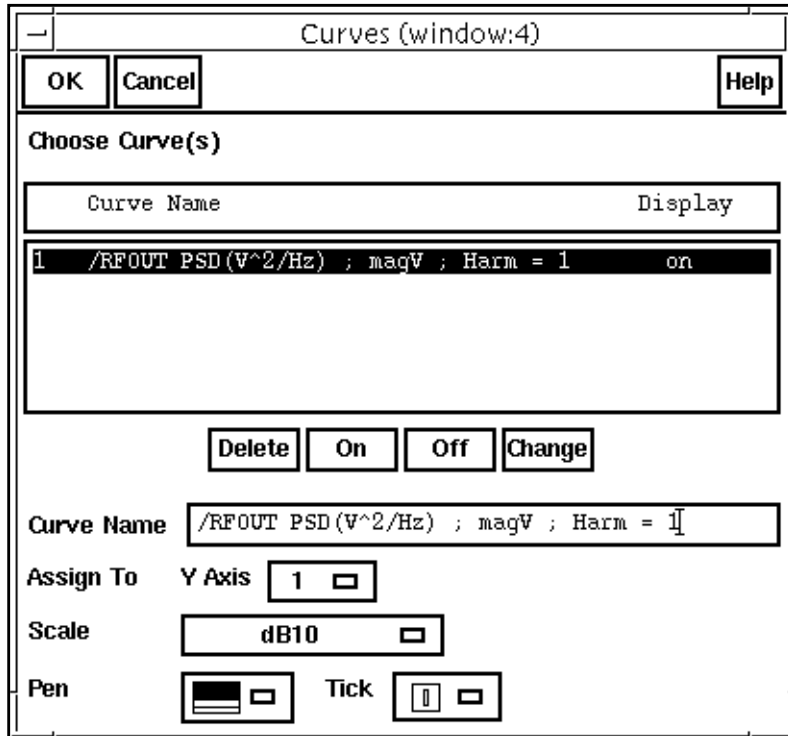 Curves (window:4)
OK Cancel Help
Choose Curve(s)
Curve Name Display
1 /RFOUT PSD(V^2/Hz) ; magV ; Harm = 1 on
Delete On Off Change
Curve Name /RFOUT PSD(V^2/Hz) ; magV ; Harm = 1
Assign To Y Axis 1
Scale dB10
Pen Tick